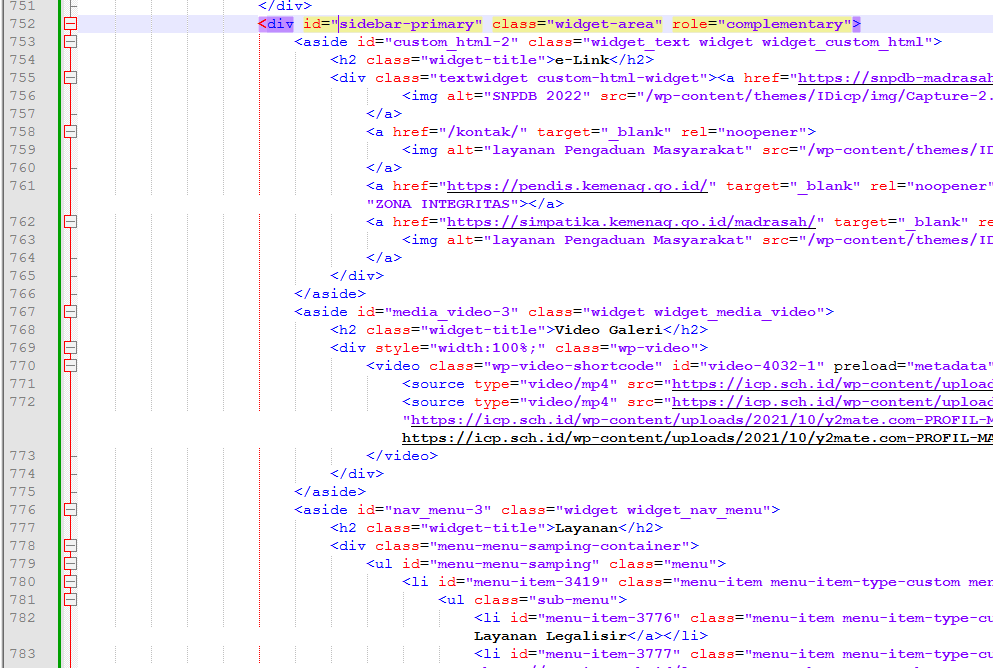 751 </div>
752 <div id="sidebar-primary" class="widget-area" role="complementary">
753 <aside id="custom_html-2" class="widget_text widget widget_custom_html">
754 <h2 class="widget-title">e-Link</h2>
755 <div class="textwidget custom-html-widget"><a href="https://snpdb-madrasah
756 <img alt="SNPDB 2022" src="/wp-content/themes/IDicp/img/Capture-2.
757 </a>
758 <a href="/kontak/" target="_blank" rel="noopener">
759 <img alt="layanan Pengaduan Masyarakat" src="/wp-content/themes/ID
760 </a>
761 <a href="https://pendis.kemenag.go.id/" target="_blank" rel="noopener"
"ZONA INTEGRITAS"></a>
762 <a href="https://simpatika.kemenag.go.id/madrasah/" target="_blank" re
763 <img alt="layanan Pengaduan Masyarakat" src="/wp-content/themes/ID
764 </a>
765 </div>
766 </aside>
767 <aside id="media_video-3" class="widget widget_media_video">
768 <h2 class="widget-title">Video Galeri</h2>
769 <div style="width:100%;" class="wp-video">
770 <video class="wp-video-shortcode" id="video-4032-1" preload="metadata"
771 <source type="video/mp4" src="https://icp.sch.id/wp-content/upload
772 <source type="video/mp4" src="https://icp.sch.id/wp-content/upload
"https://icp.sch.id/wp-content/uploads/2021/10/y2mate.com-PROFIL-M
https://icp.sch.id/wp-content/uploads/2021/10/y2mate.com-PROFIL-MA
773 </video>
774 </div>
775 </aside>
776 <aside id="nav_menu-3" class="widget widget_nav_menu">
777 <h2 class="widget-title">Layanan</h2>
778 <div class="menu-menu-samping-container">
779 <ul id="menu-menu-samping" class="menu">
780 <li id="menu-item-3419" class="menu-item menu-item-type-custom men
781 <ul class="sub-menu">
782 <li id="menu-item-3776" class="menu-item menu-item-type-cu
Layanan Legalisir</a></li>
783 <li id="menu-item-3777" class="menu-item menu-item-type-cu